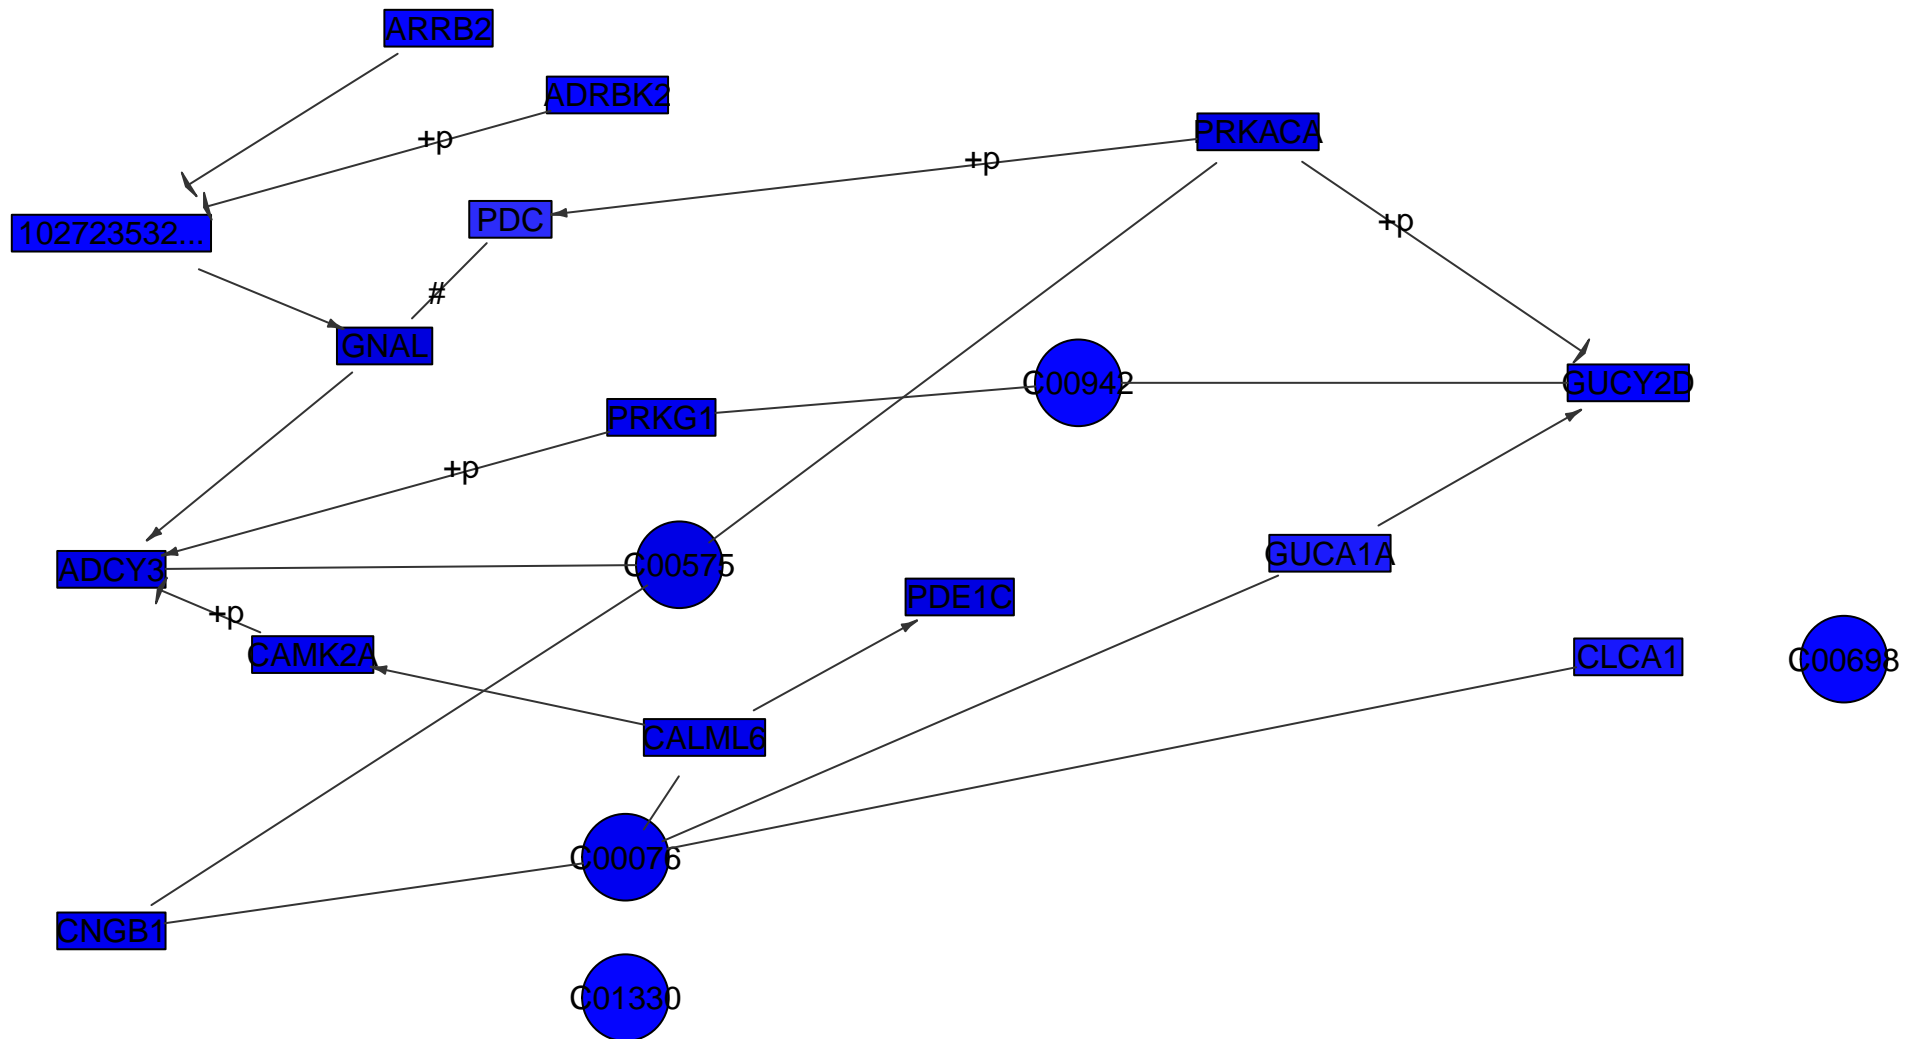 ARRB2
ADRBK2
PRKACA
+p
+p
102723532...
PDC
+p
#
GNAL
C00942
GUCY2D
PRKG1
+p
ADCY3
C00575
GUCA1A
PDE1C
+p
CAMK2A
CLCA1
C00698
CALML6
C00076
CNGB1
C01330